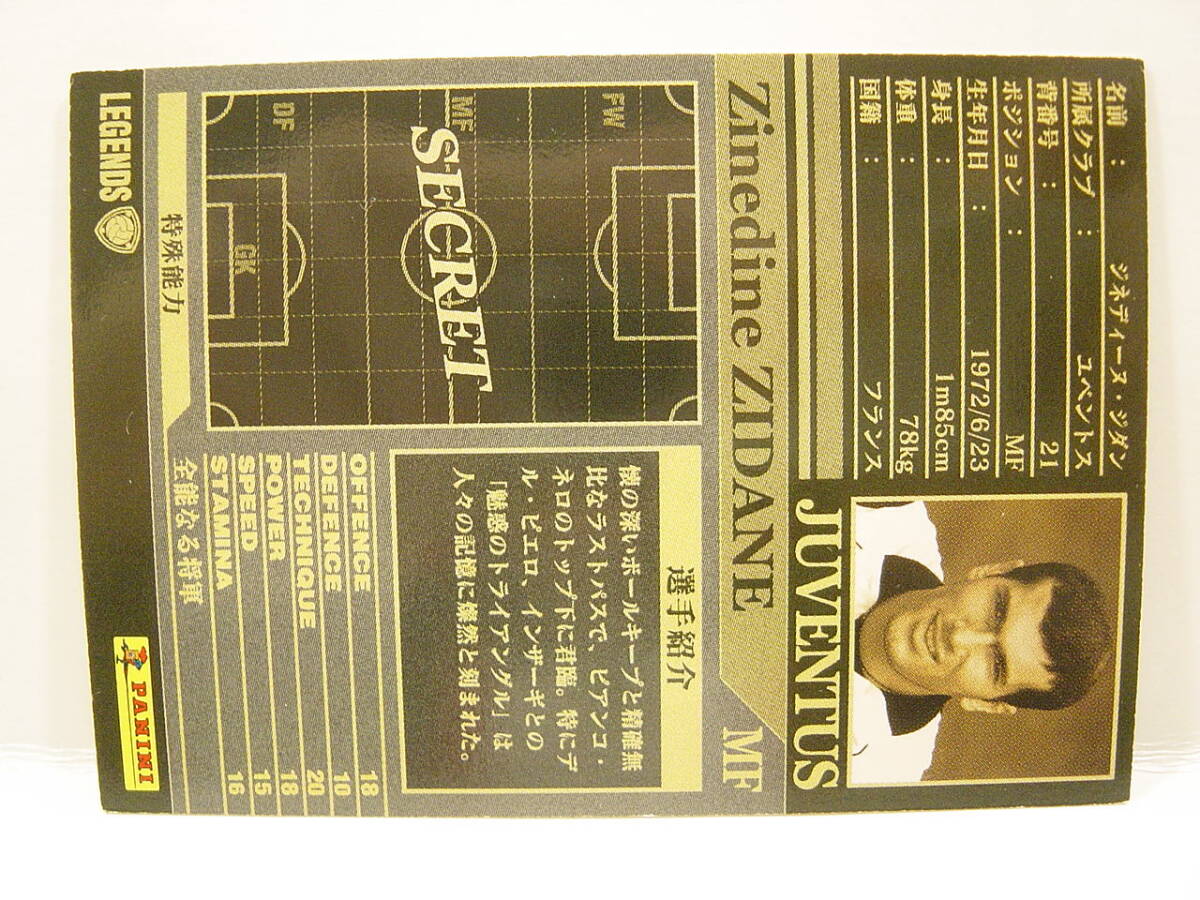 名前 : ジネディーヌ・ジダン
所属クラブ : ユベントス
背番号 : 21
ポジション : MF
生年月日 : 1972/6/23
身長 : 1m85cm
体重 : 78kg
国籍 : フランス
JUVENTUS
Zinedine ZIDANE MF
FW
MF
DF
GK
SECRET
選手紹介
懐の深いボールキープと精確無
比なラストパスで、ビアンコ・
ネロのトップ下に君臨。特にデ
ル・ピエロ、インザーギとの
「魅惑のトライアングル」は
人々の記憶に燦然と刻まれた。
OFFENCE 18
DEFENCE 10
TECHNIQUE 20
POWER 18
SPEED 15
STAMINA 16
特殊能力
全能なる将軍
LEGENDS
PANINI